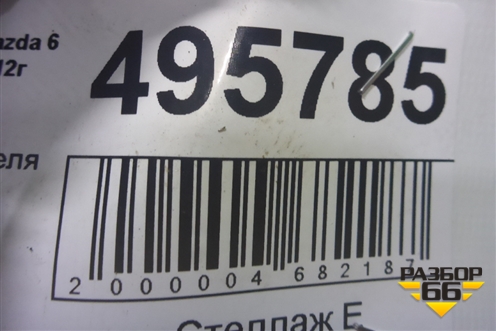 azda 6
12г
495785
еля
2 000004 682187
Стеллаж Е
РАЗБОР
66